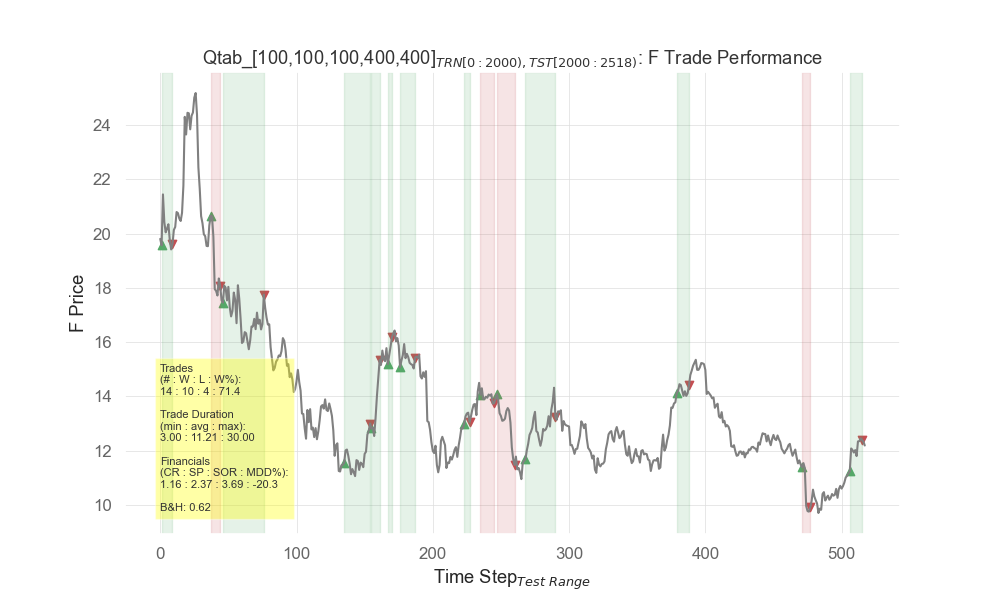 Qtab_[100,100,100,400,400]TRN[0 : 2000), TST[2000 : 2518): F Trade Performance
24
22
20
18
16
14
12
10
F Price
Trades
(# : W : L : W%):
14 : 10 : 4 : 71.4
Trade Duration
(min : avg : max):
3.00 : 11.21 : 30.00
Financials
(CR : SP : SOR : MDD%):
1.16 : 2.37 : 3.69 : -20.3
B&H: 0.62
0 100 200 300 400 500
Time StepTest Range